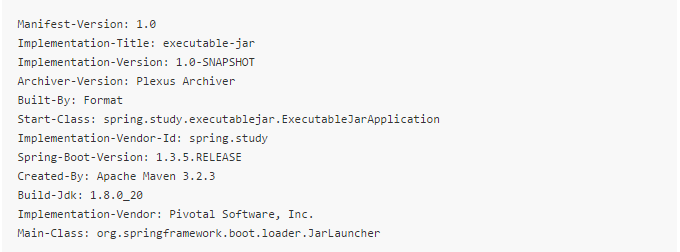 Manifest-Version: 1.0
Implementation-Title: executable-jar
Implementation-Version: 1.0-SNAPSHOT
Archiver-Version: Plexus Archiver
Built-By: Format
Start-Class: spring.study.executablejar.ExecutableJarApplication
Implementation-Vendor-Id: spring.study
Spring-Boot-Version: 1.3.5.RELEASE
Created-By: Apache Maven 3.2.3
Build-Jdk: 1.8.0_20
Implementation-Vendor: Pivotal Software, Inc.
Main-Class: org.springframework.boot.loader.JarLauncher